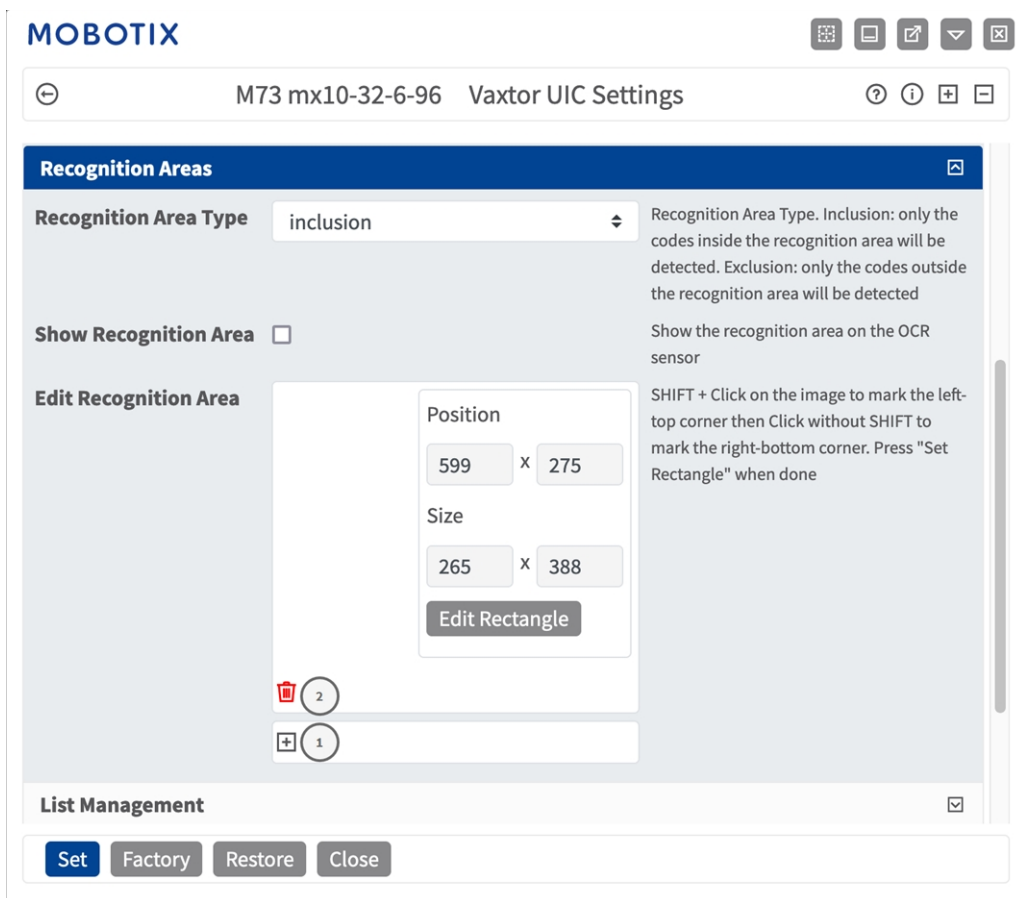 MOBOTIX
M73 mx10-32-6-96 Vaxtor UIC Settings
Recognition Areas
Recognition Area Type
inclusion
Recognition Area Type. Inclusion: only the
codes inside the recognition area will be
detected. Exclusion: only the codes outside
the recognition area will be detected
Show Recognition Area
Show the recognition area on the OCR
sensor
Edit Recognition Area
Position
599 x 275
Size
265 x 388
Edit Rectangle
SHIFT + Click on the image to mark the left-
top corner then Click without SHIFT to
mark the right-bottom corner. Press "Set
Rectangle" when done
2
1
List Management
Set Factory Restore Close